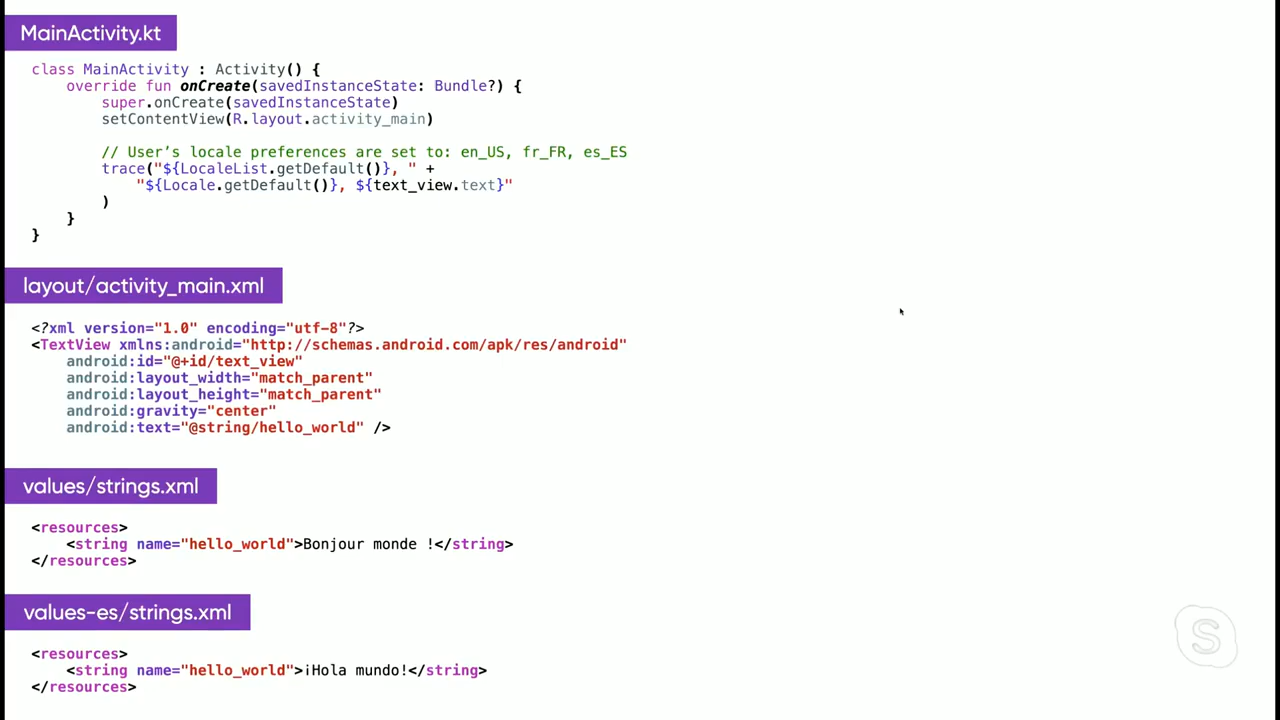 MainActivity.kt
class MainActivity : Activity() {
    override fun onCreate(savedInstanceState: Bundle?) {
        super.onCreate(savedInstanceState)
        setContentView(R.layout.activity_main)

        // User’s locale preferences are set to: en_US, fr_FR, es_ES
        trace("${LocaleList.getDefault()}, " +
            "${Locale.getDefault()}, ${text_view.text}"
        )
    }
}
layout/activity_main.xml
<?xml version="1.0" encoding="utf-8"?>
<TextView xmlns:android="http://schemas.android.com/apk/res/android"
    android:id="@+id/text_view"
    android:layout_width="match_parent"
    android:layout_height="match_parent"
    android:gravity="center"
    android:text="@string/hello_world" />
values/strings.xml
<resources>
    <string name="hello_world">Bonjour monde !</string>
</resources>
values-es/strings.xml
<resources>
    <string name="hello_world">¡Hola mundo!</string>
</resources>
S